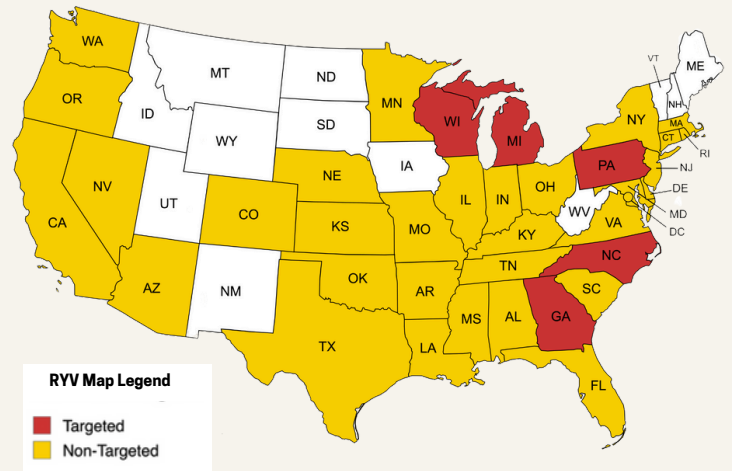 WA
MT
ND
MN
VT
ME
NH
OR
ID
SD
WI
MI
NY
MA
CT
RI
WY
IA
PA
NJ
NE
OH
DE
NV
UT
CO
IL
IN
WV
MD
DC
CA
KS
MO
KY
VA
NC
AZ
NM
OK
AR
TN
SC
TX
LA
MS
AL
GA
FL
RYV Map Legend
Targeted
Non-Targeted